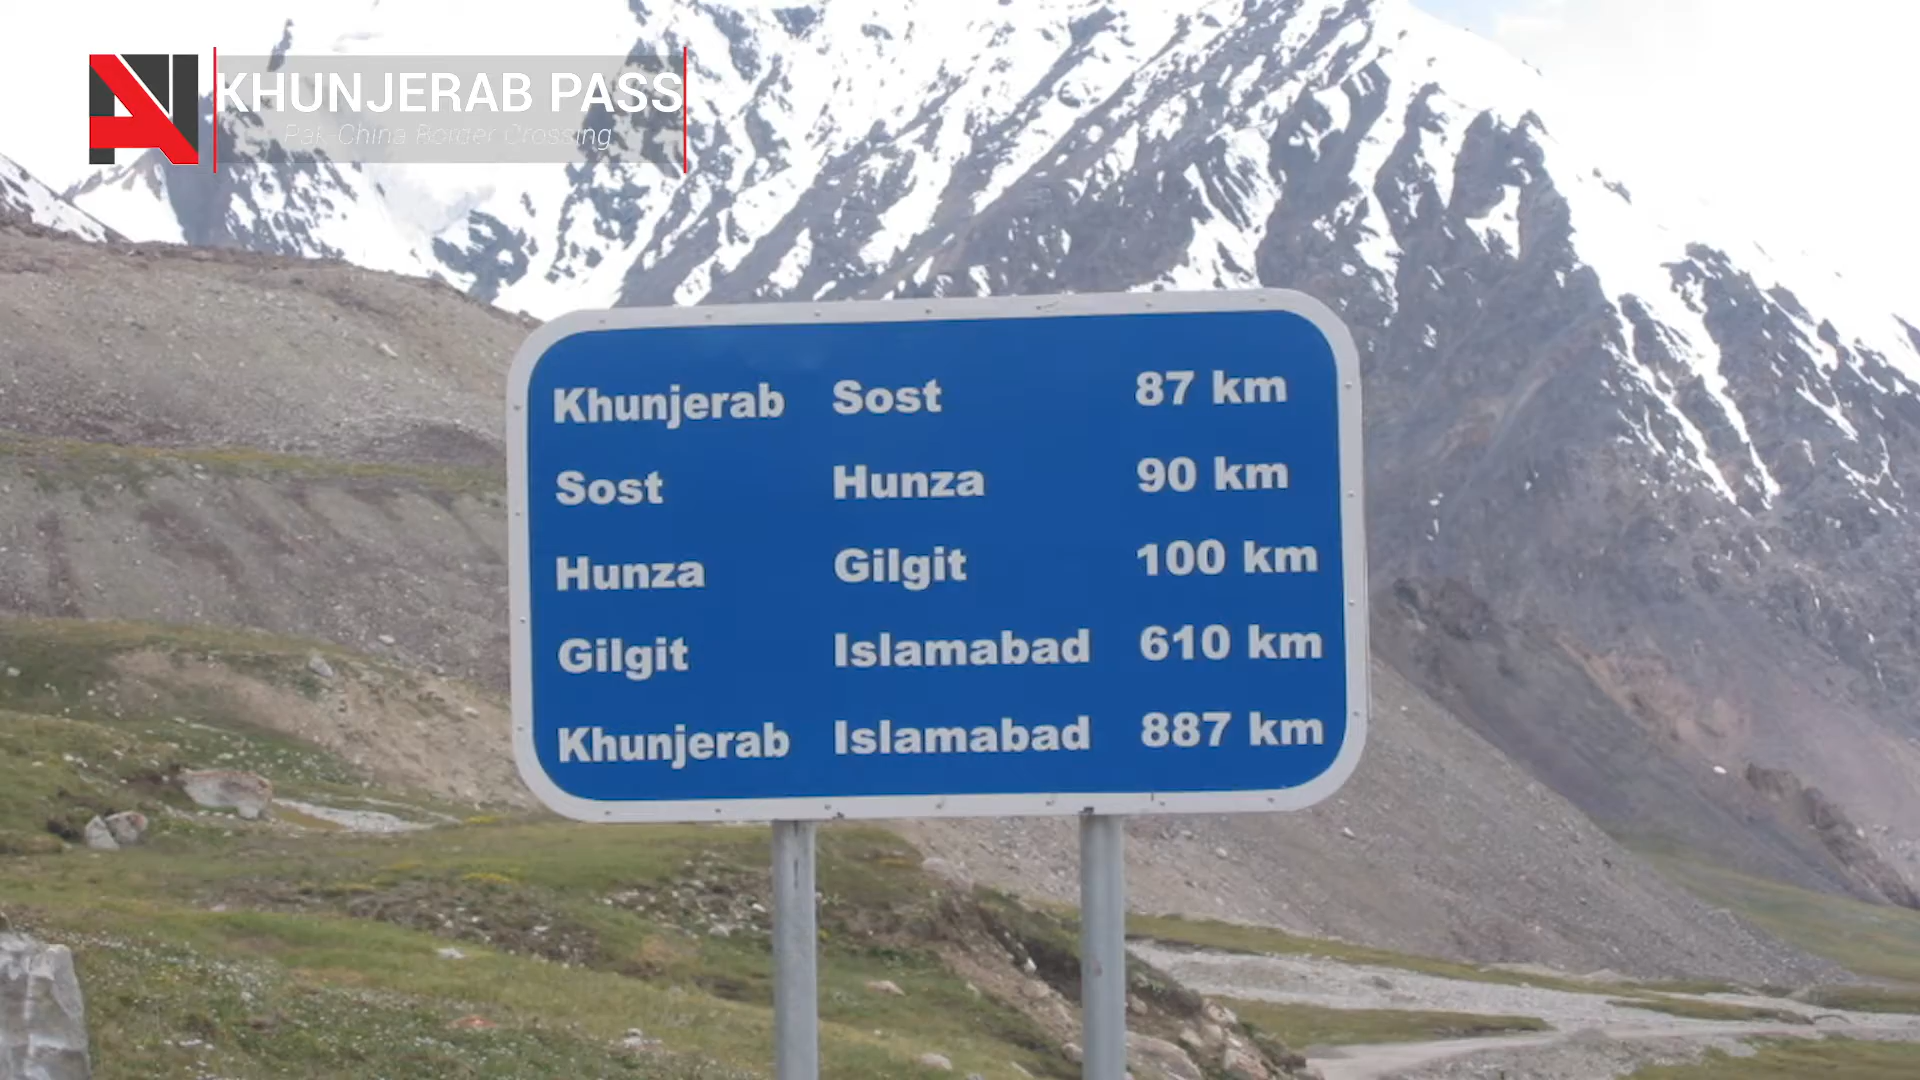 KHUNJERAB PASS
Pak-China Border Crossing
Khunjerab Sost 87 km
Sost Hunza 90 km
Hunza Gilgit 100 km
Gilgit Islamabad 610 km
Khunjerab Islamabad 887 km